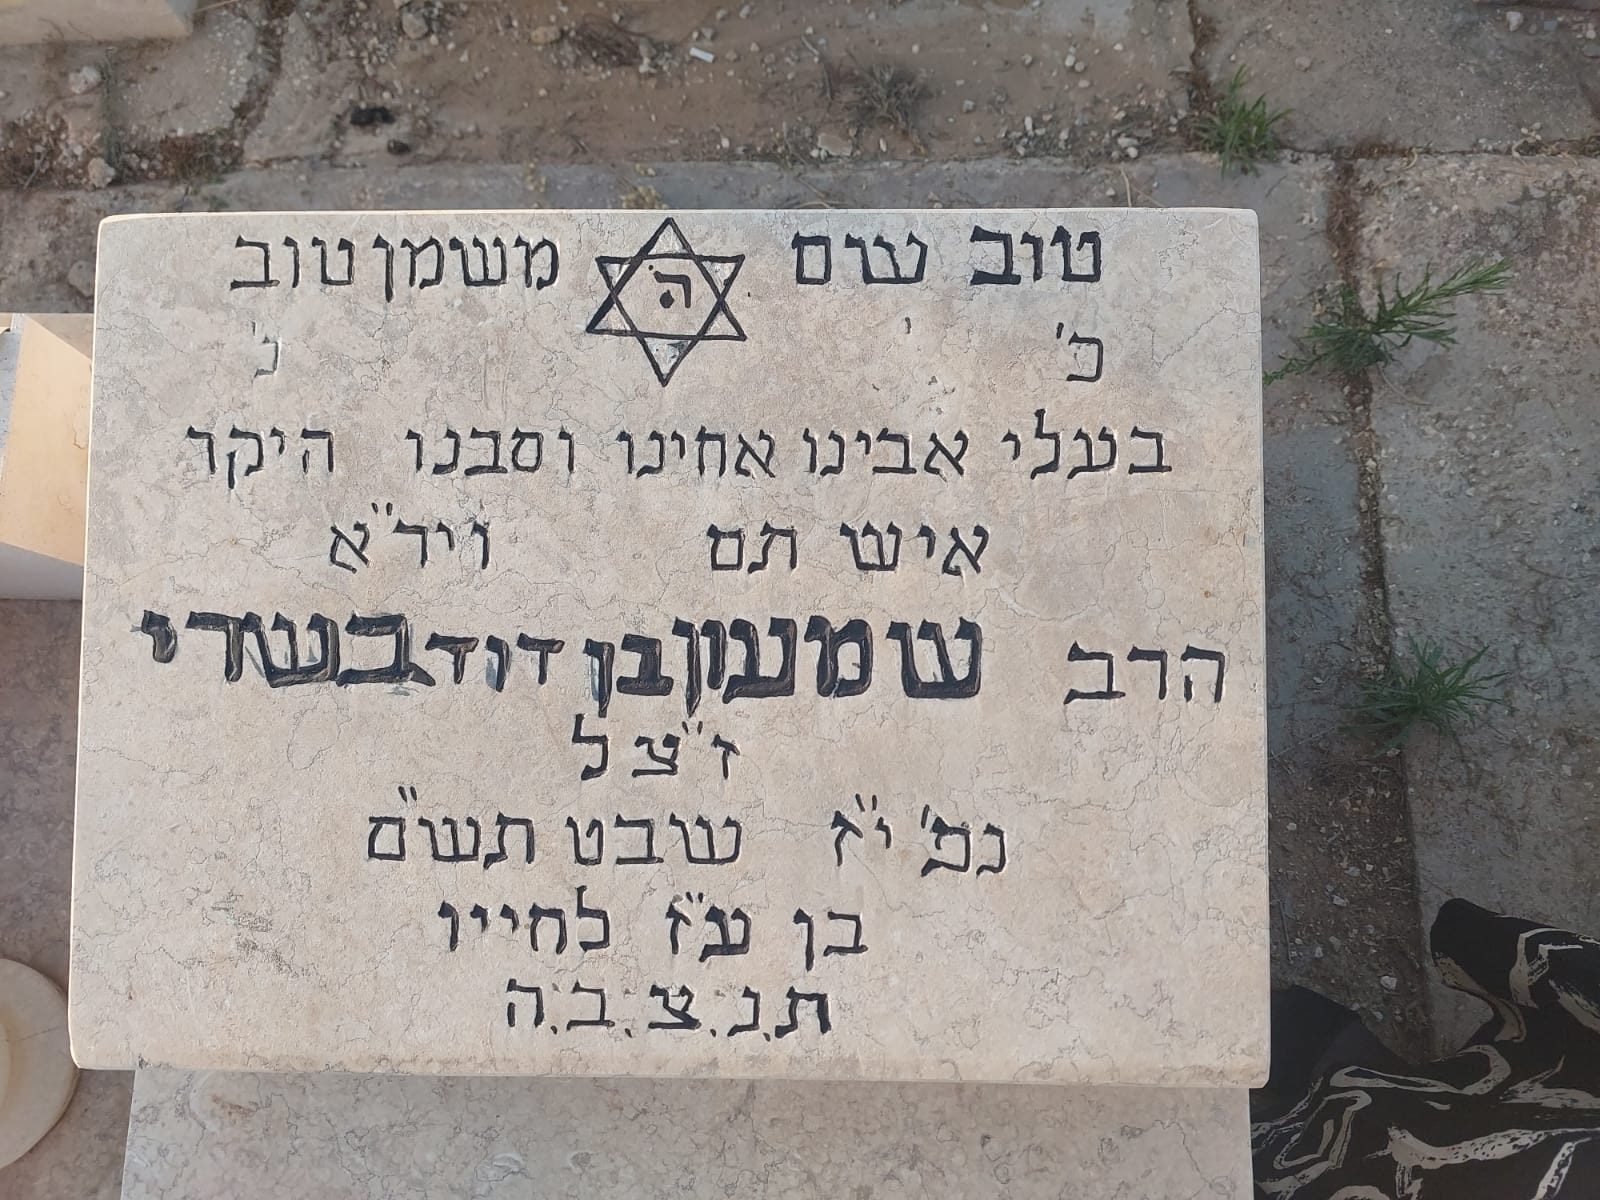 טוב שם ה' משמן טוב
פ' נ'
בעלי אבינו אחינו וסבנו היקר
איש תם ויר"א
הרב שמעון בן דוד בשרי
ז"צל
נפ' י"ז שבט תש"ם
בן ע"ז לחייו
ת.נ.צ.ב.ה